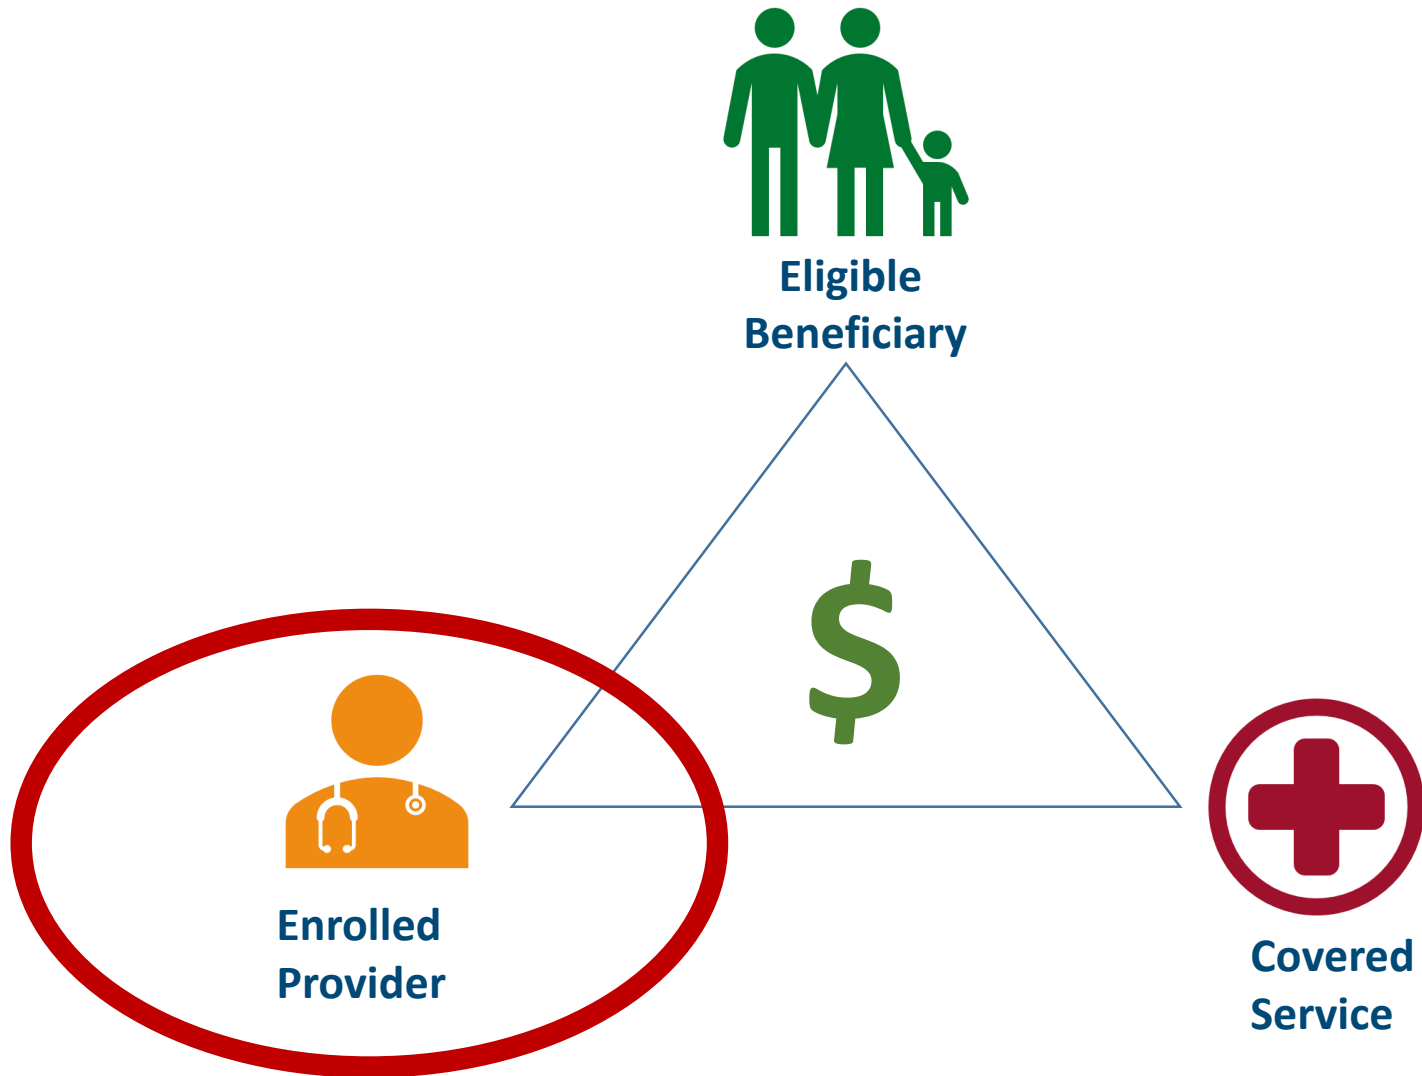 Eligible
Beneficiary
$
Enrolled
Provider
Covered
Service